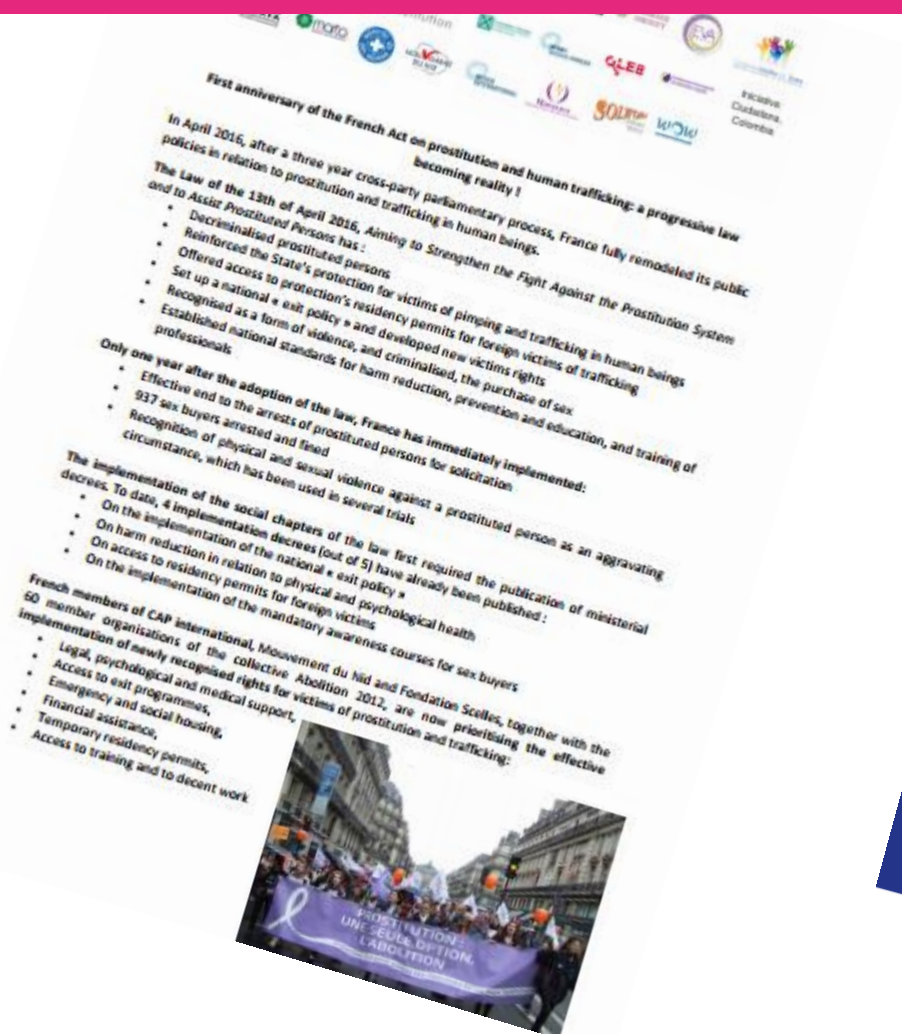 EVA
MOUVEMENT
DU NID
Iniciativa
Ciudadana,
Colombia
First anniversary of the French Act on prostitution and human trafficking: a progressive law
becoming reality !
In April 2016, after a three year cross-party parliamentary process, France fully remodeled its public
policies in relation to prostitution and trafficking in human beings.
The Law of the 13th of April 2016, Aiming to Strengthen the Fight Against the Prostitution System
and to Assist Prostituted Persons has :
• Decriminalised prostituted persons
• Reinforced the State's protection for victims of pimping and trafficking in human beings
• Offered access to protection's residency permits for foreign victims of trafficking
• Set up a national « exit policy » and developed new victims rights
• Recognised as a form of violence, and criminalised, the purchase of sex
• Established national standards for harm reduction, prevention and education, and training of
professionals
Only one year after the adoption of the law, France has immediately implemented:
• Effective end to the arrests of prostituted persons for solicitation
• 937 sex buyers arrested and fined
• Recognition of physical and sexual violence against a prostituted person as an aggravating
circumstance, which has been used in several trials
The implementation of the social chapters of the law first required the publication of ministerial
decrees. To date, 4 implementation decrees (out of 5) have already been published :
• On the implementation of the national « exit policy »
• On harm reduction in relation to physical and psychological health
• On access to residency permits for foreign victims
• On the implementation of the mandatory awareness courses for sex buyers
French members of CAP international, Mouvement du Nid and Fondation Scelles, together with the
60 member organisations of the collective Abolition 2012, are now prioritising the effective
implementation of newly recognised rights for victims of prostitution and trafficking:
• Legal, psychological and medical support,
• Access to exit programmes,
• Emergency and social housing,
• Financial assistance,
• Temporary residency permits,
• Access to training and to decent work
PROSTITUTION :
UNE SEULE OPTION,
L'ABOLITION